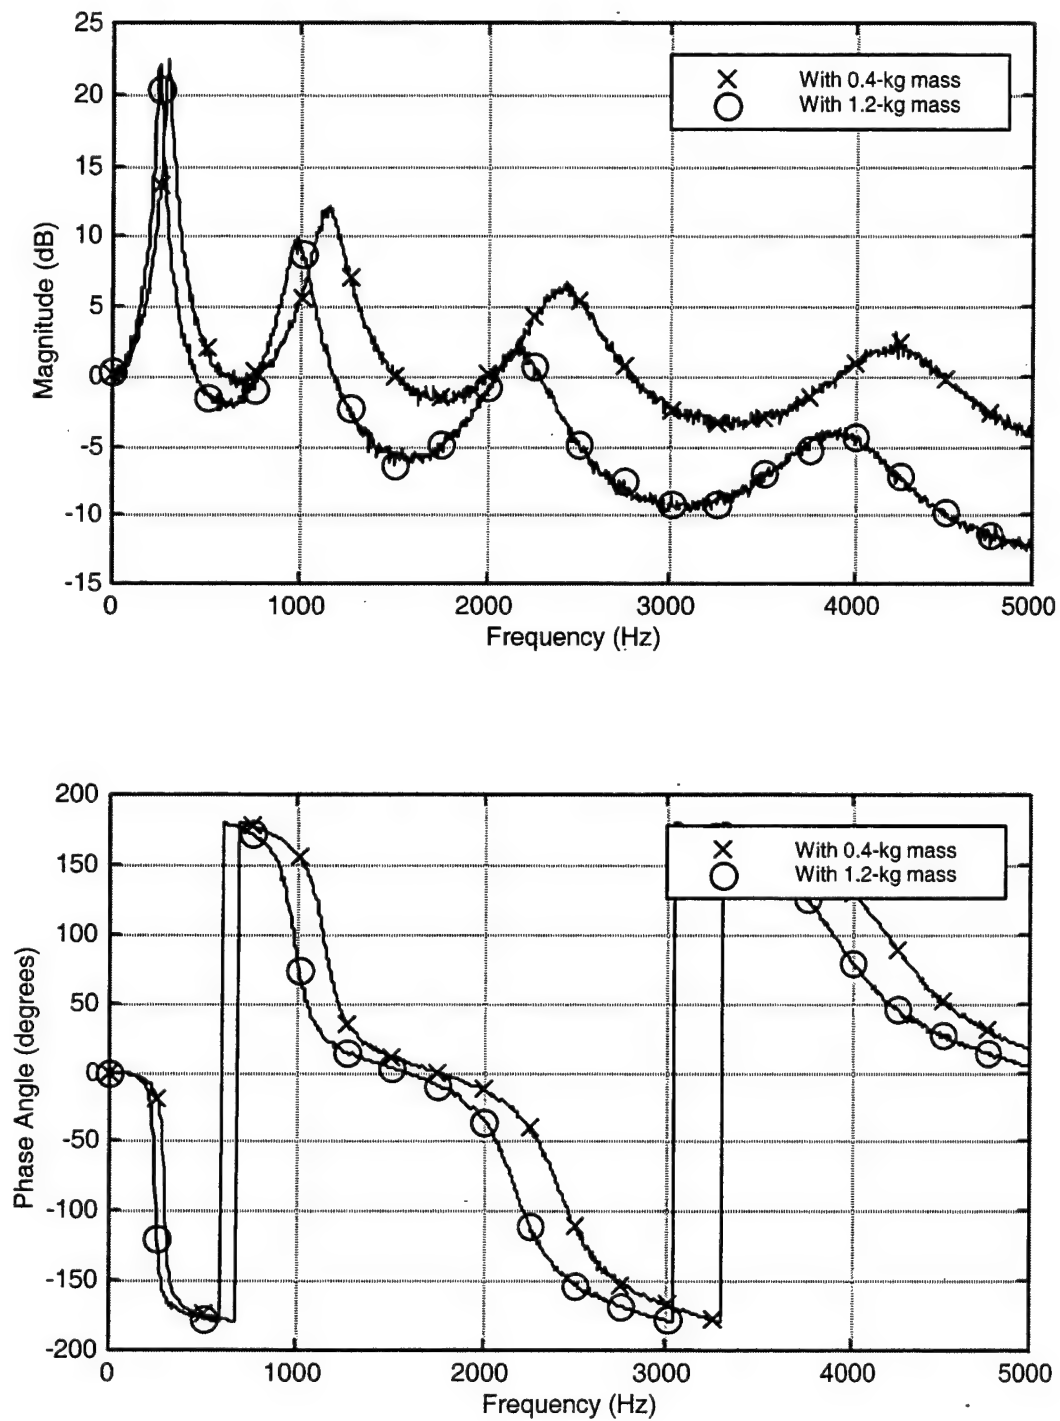 25
20
15
10
5
0
-5
-10
-15
Magnitude (dB)
With 0.4-kg mass
With 1.2-kg mass
0 1000 2000 3000 4000 5000
Frequency (Hz)
200
150
100
50
0
-50
-100
-150
-200
Phase Angle (degrees)
With 0.4-kg mass
With 1.2-kg mass
0 1000 2000 3000 4000 5000
Frequency (Hz)